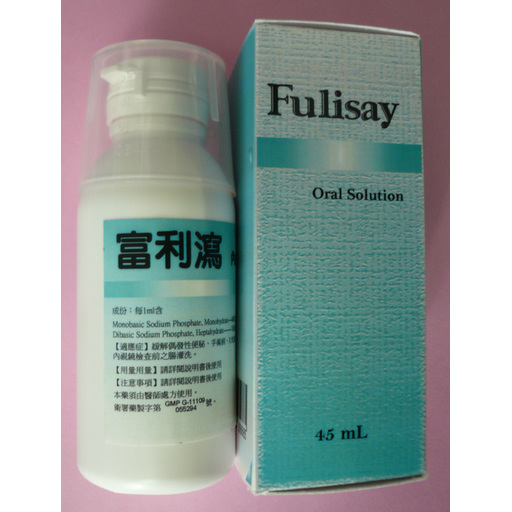 富利瀉
成份：每1ml含
Monobasic Sodium Phosphate, Monohydrate
Dibasic Sodium Phosphate, Heptahydrate
【適應症】緩解偶發性便秘、手術前、
內視鏡檢查前之腸灌洗。
【用量用量】請詳閱說明書後使用
【注意事項】請詳閱說明書後使用
本藥須由醫師處方使用。
衛署藥製字第 055294 號。
GMP G-11109
Fulisay
Oral Solution
45 mL